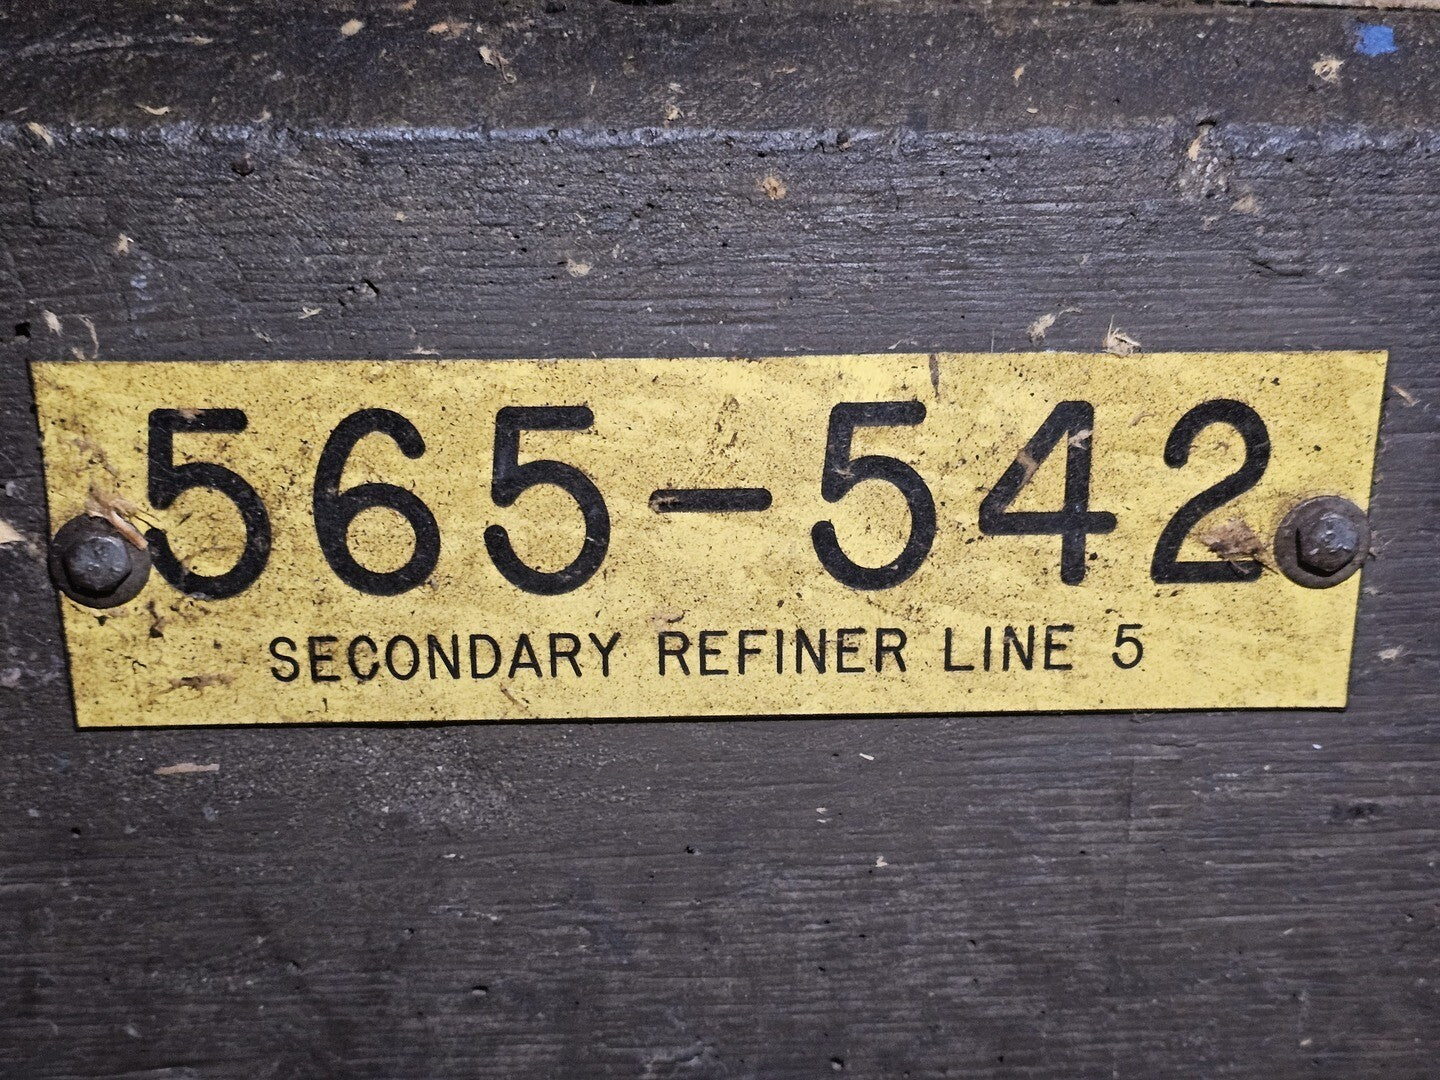 565-542
SECONDARY REFINER LINE 5